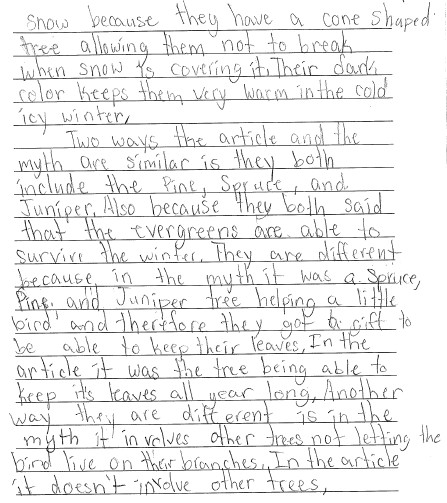 snow because they have a cone shaped
tree allowing them not to break
when snow is covering it. Their dark
color keeps them very warm in the cold
icy winter.
Two ways the article and the
myth are similar is they both
include the Pine, Spruce, and
Juniper. Also because they both said
that the evergreens are able to
survive the winter. They are different
because in the myth it was a Spruce,
Pine, and Juniper tree helping a little
bird and therefore they got a gift to
be able to keep their leaves. In the
article it was the tree being able to
keep it's leaves all year long. Another
way they are different is in the
myth it involves other trees not letting the
bird live on their branches. In the article
it doesn't involve other trees.